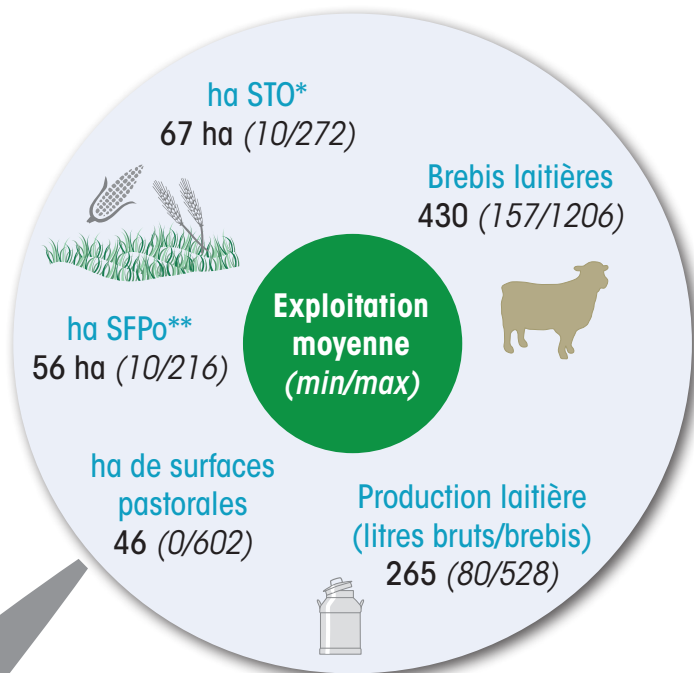 ha STO*
67 ha (10/272)
Brebis laitières
430 (157/1206)
Exploitation
moyenne
(min/max)
ha SFPo**
56 ha (10/216)
ha de surfaces
pastorales
46 (0/602)
Production laitière
(litres bruts/brebis)
265 (80/528)